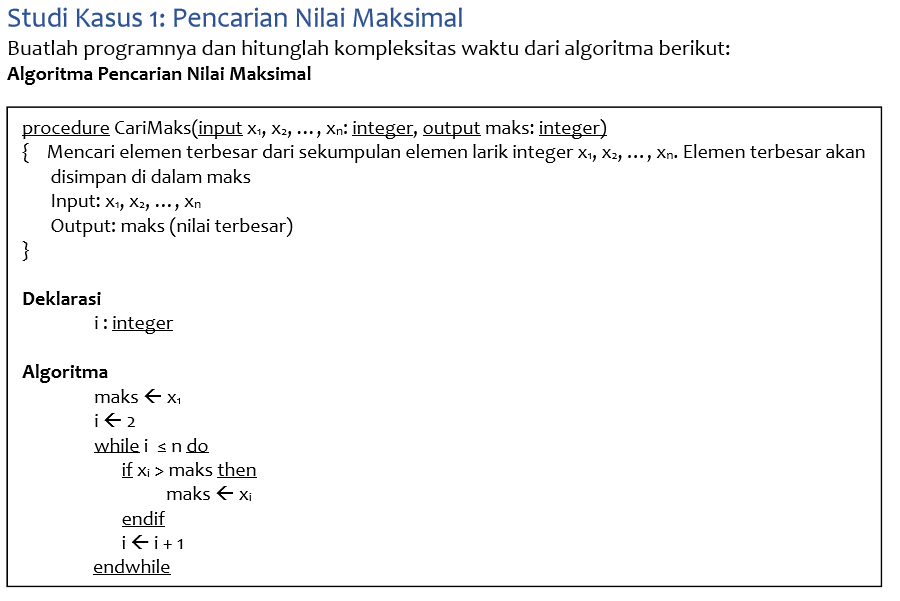 Studi Kasus 1: Pencarian Nilai Maksimal
Buatlah programnya dan hitunglah kompleksitas waktu dari algoritma berikut:
Algoritma Pencarian Nilai Maksimal
procedure CariMaks(input x₁, x₂, ..., xₙ: integer, output maks: integer)
{ Mencari elemen terbesar dari sekumpulan elemen larik integer x₁, x₂, ..., xₙ. Elemen terbesar akan
disimpan di dalam maks
Input: x₁, x₂, ..., xₙ
Output: maks (nilai terbesar)
}
Deklarasi
i : integer
Algoritma
maks ← x₁
i ← 2
while i ≤ n do
if xᵢ > maks then
maks ← xᵢ
endif
i ← i + 1
endwhile